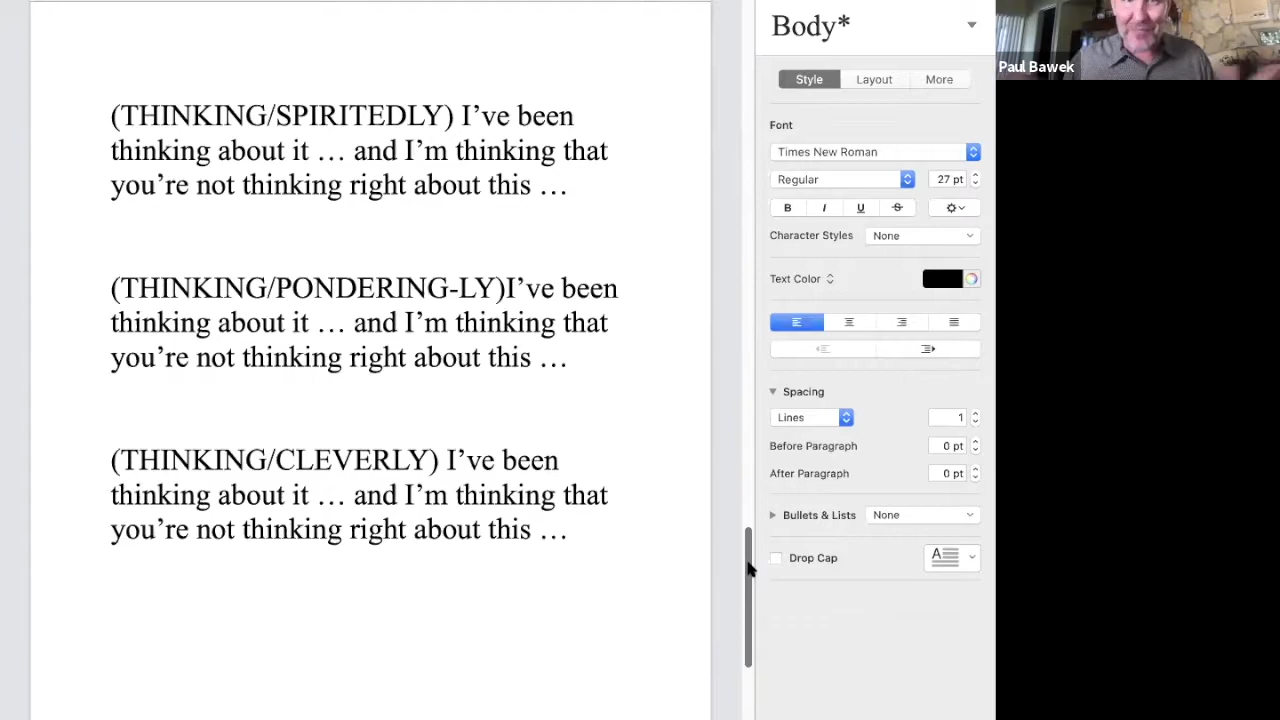 (THINKING/SPIRITEDLY) I’ve been
thinking about it … and I’m thinking that
you’re not thinking right about this …
(THINKING/PONDERING-LY)I’ve been
thinking about it … and I’m thinking that
you’re not thinking right about this …
(THINKING/CLEVERLY) I’ve been
thinking about it … and I’m thinking that
you’re not thinking right about this …
Body*
Style Layout More
Font
Times New Roman
Regular 27 pt
B I U S
Character Styles None
Text Color
Spacing
Lines 1
Before Paragraph 0 pt
After Paragraph 0 pt
Bullets & Lists None
Drop Cap A
Paul Bawek